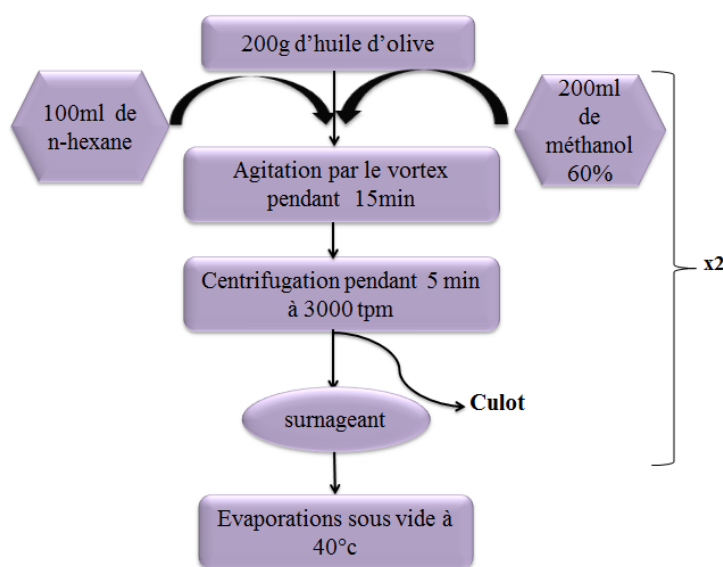 200g d’huile d’olive
100ml de
n-hexane
200ml
de
méthanol
60%
Agitation par le vortex
pendant 15min
Centrifugation pendant 5 min
à 3000 tpm
x2
Culot
surnageant
Evaporations sous vide à
40°c